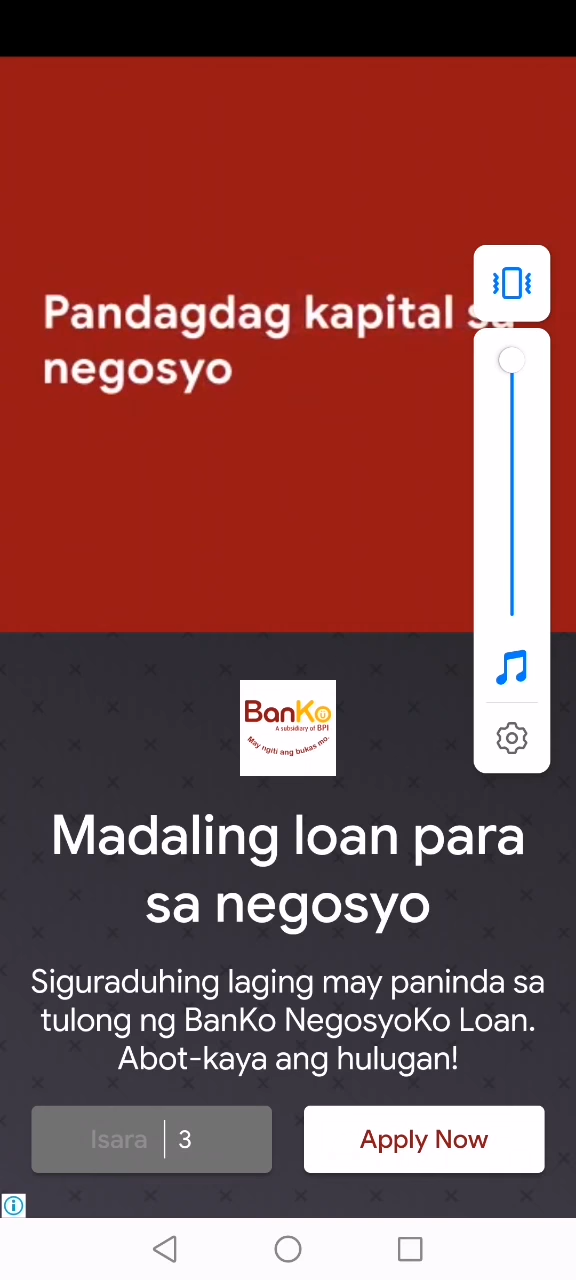 Pandagdag kapital sa
negosyo
BanKo
A subsidiary of BPI
May ngiti ang bukas mo.
Madaling loan para
sa negosyo
Siguraduhing laging may paninda sa
tulong ng BanKo NegosyoKo Loan.
Abot-kaya ang hulugan!
Isara | 3
Apply Now